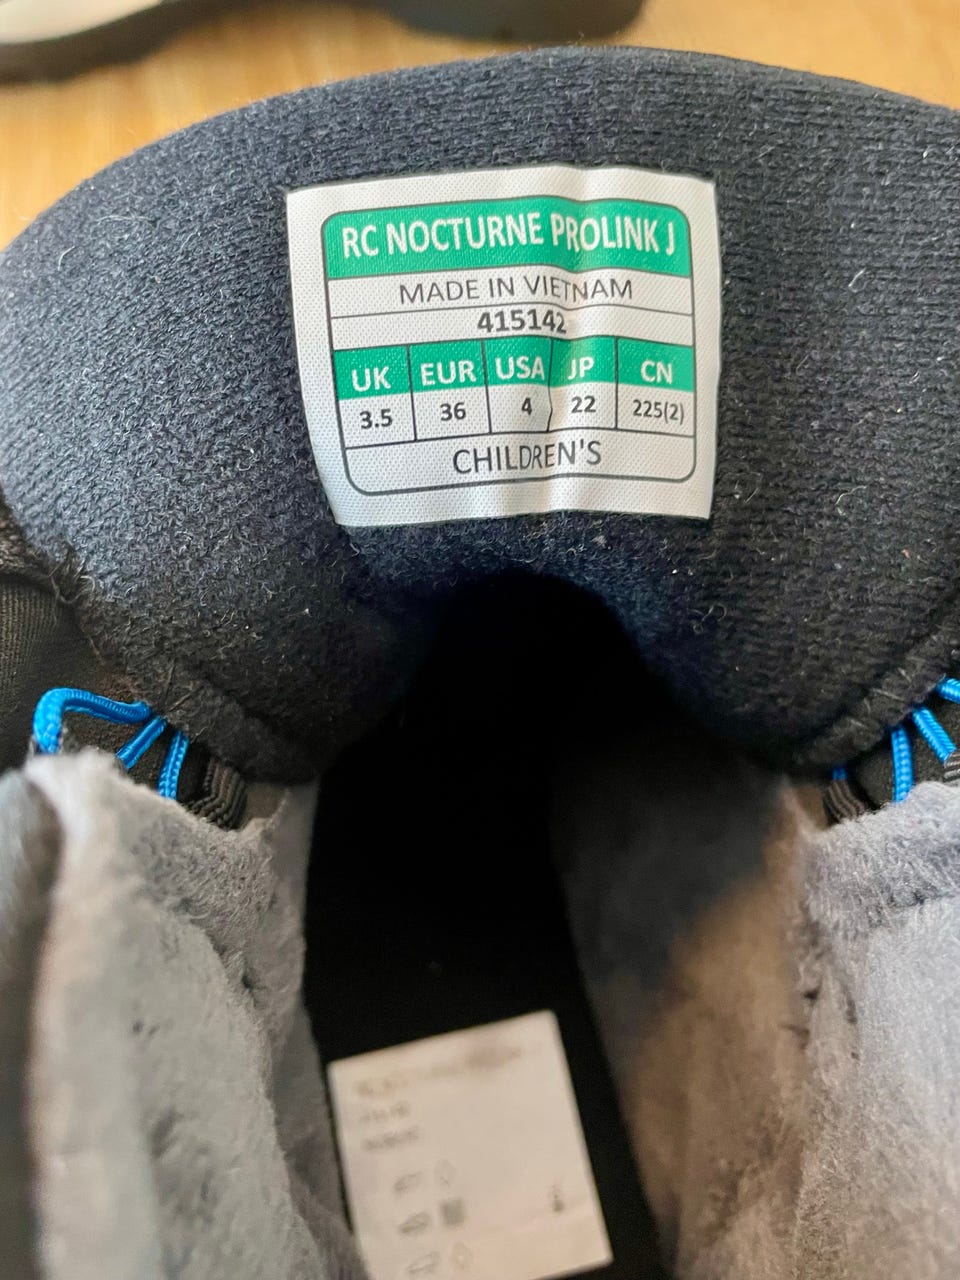 RC NOCTURNE PROLINK J
MADE IN VIETNAM
415142
UK EUR USA JP CN
3.5 36 4 22 225(2)
CHILDREN'S